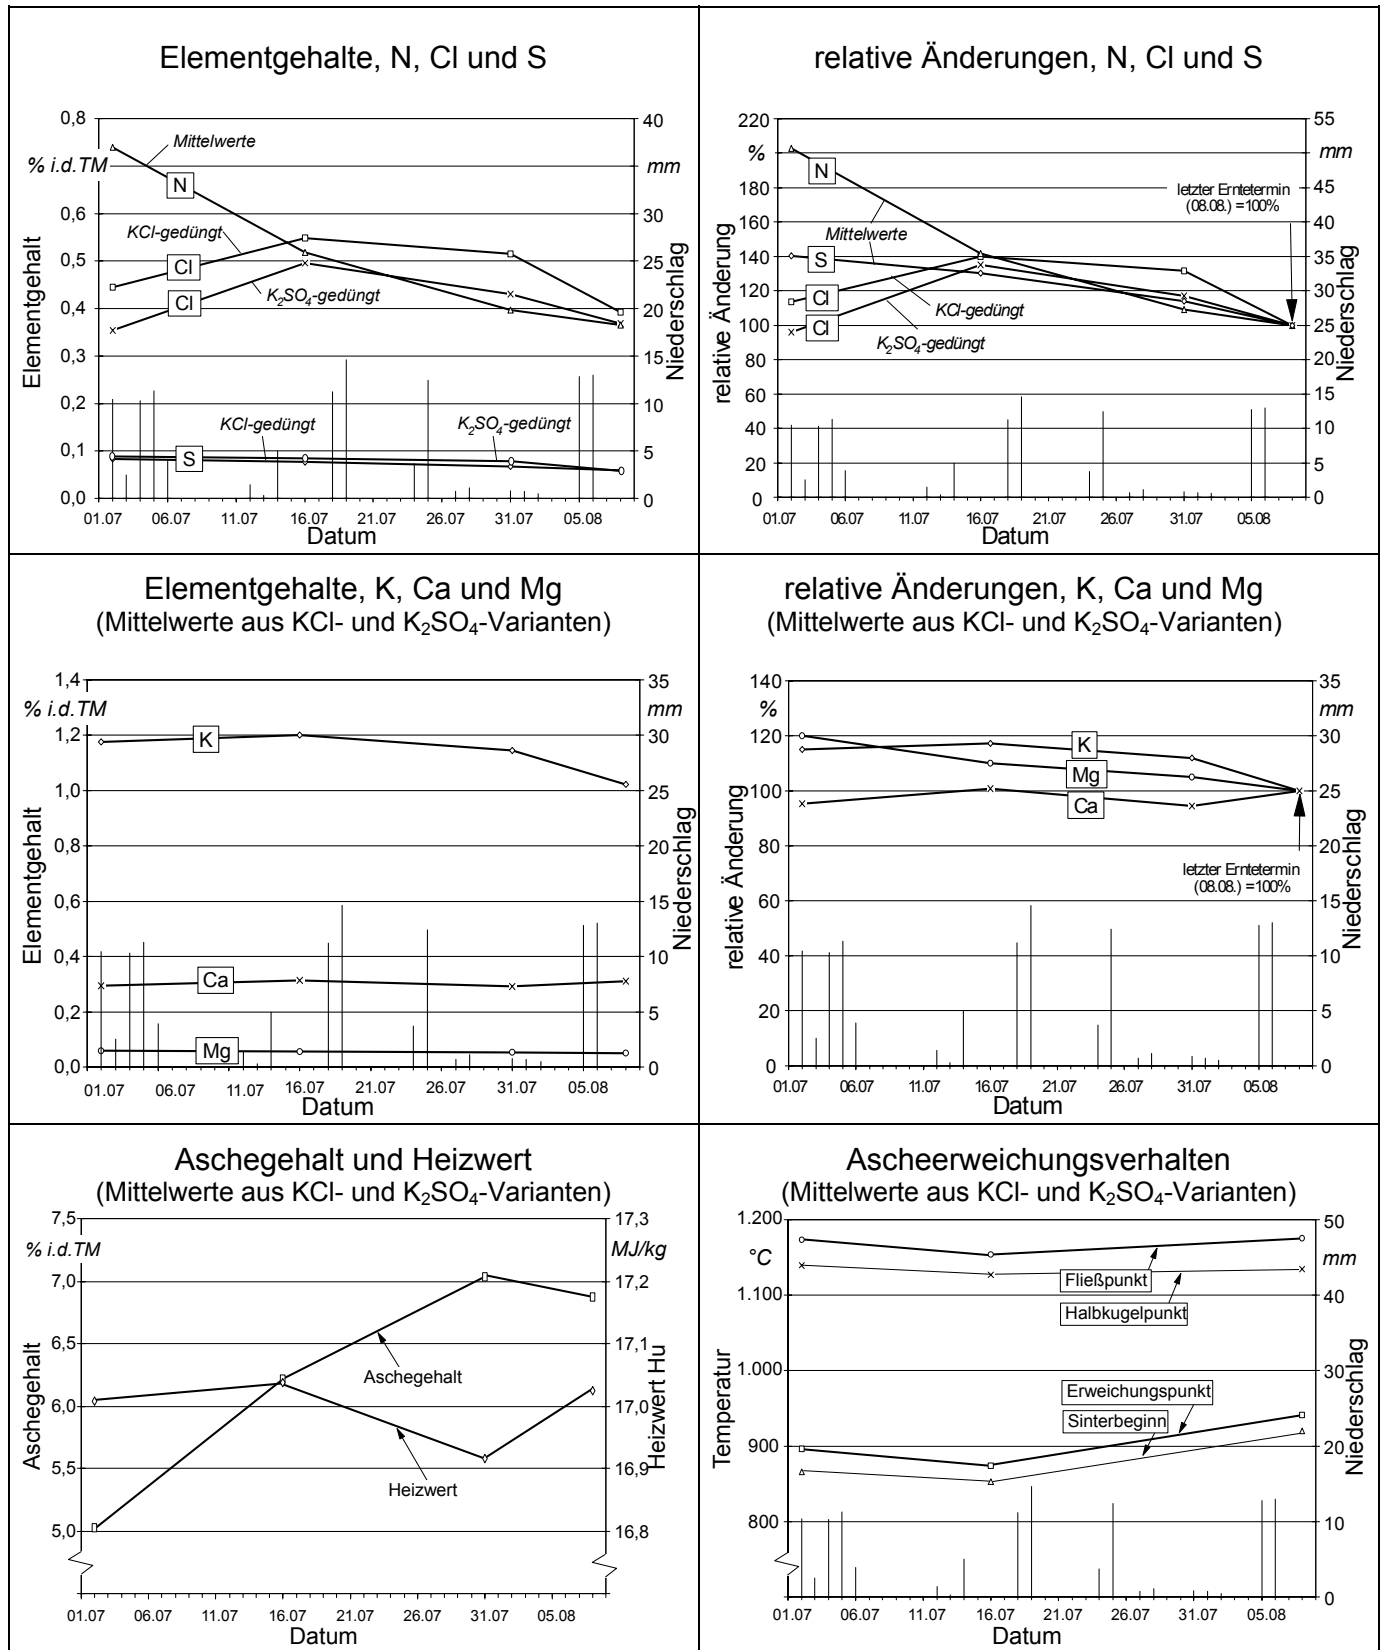 Elementgehalte, N, Cl und S
0,8
0,6
0,5
0,4
0,3
0,2
0,1
0,0
% i.d.TM
Elementgehalt
40
mm
30
25
20
15
10
5
0
Niederschlag
Mittelwerte
N
KCl-gedüngt
Cl
Cl
K₂SO₄-gedüngt
KCl-gedüngt
K₂SO₄-gedüngt
S
01.07 06.07 11.07 16.07 21.07 26.07 31.07 05.08
Datum
relative Änderungen, N, Cl und S
220
%
180
160
140
120
100
80
60
40
20
0
relative Änderung
55
mm
45
40
35
30
25
20
15
10
5
0
Niederschlag
N
letzter Erntetermin
(08.08.) =100%
Mittelwerte
S
Cl
KCl-gedüngt
Cl
K₂SO₄-gedüngt
01.07 06.07 11.07 16.07 21.07 26.07 31.07 05.08
Datum
Elementgehalte, K, Ca und Mg
(Mittelwerte aus KCl- und K₂SO₄-Varianten)
1,4
% i.d.TM
1,2
1,0
0,8
0,6
0,4
0,2
0,0
Elementgehalt
35
mm
30
25
20
15
10
5
0
Niederschlag
K
Ca
Mg
01.07 06.07 11.07 16.07 21.07 26.07 31.07 05.08
Datum
relative Änderungen, K, Ca und Mg
(Mittelwerte aus KCl- und K₂SO₄-Varianten)
140
%
120
100
80
60
40
20
0
relative Änderung
35
mm
30
25
20
15
10
5
0
Niederschlag
K
Mg
Ca
letzter Erntetermin
(08.08.) =100%
01.07 06.07 11.07 16.07 21.07 26.07 31.07 05.08
Datum
Aschegehalt und Heizwert
(Mittelwerte aus KCl- und K₂SO₄-Varianten)
7,5
% i.d.TM
7,0
6,5
6,0
5,5
5,0
Aschegehalt
17,3
MJ/kg
17,2
17,1
17,0
16,9
16,8
Heizwert Hu
Aschegehalt
Heizwert
01.07 06.07 11.07 16.07 21.07 26.07 31.07 05.08
Datum
Ascheerweichungsverhalten
(Mittelwerte aus KCl- und K₂SO₄-Varianten)
1.200
°C
1.100
1.000
900
800
Temperatur
50
mm
40
30
20
10
0
Niederschlag
Fließpunkt
Halbkugelpunkt
Erweichungspunkt
Sinterbeginn
01.07 06.07 11.07 16.07 21.07 26.07 31.07 05.08
Datum